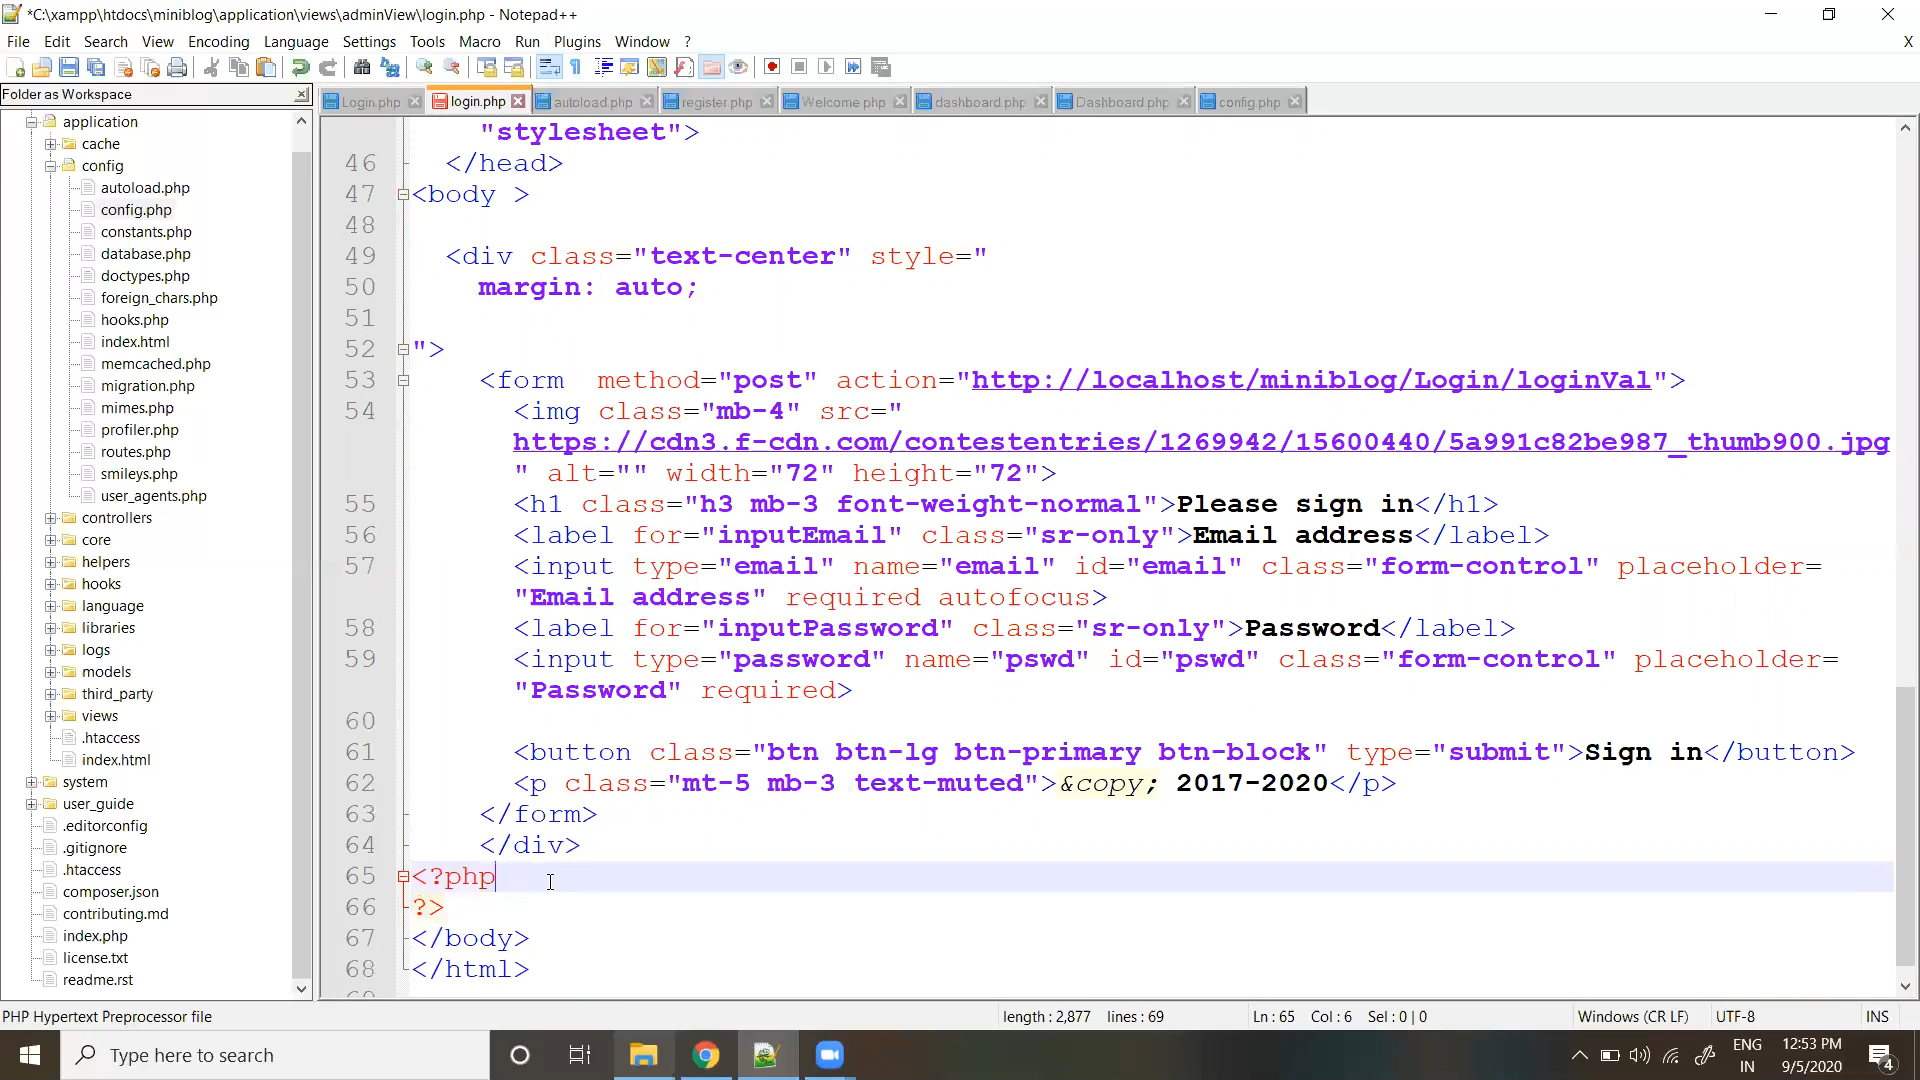 *C:\xampp\htdocs\miniblog\application\views\adminView\login.php - Notepad++
File Edit Search View Encoding Language Settings Tools Macro Run Plugins Window ? X
Folder as Workspace
Login.php login.php autoload.php register.php Welcome.php dashboard.php Dashboard.php config.php
application
cache
config
autoload.php
config.php
constants.php
database.php
doctypes.php
foreign_chars.php
hooks.php
index.html
memcached.php
migration.php
mimes.php
profiler.php
routes.php
smileys.php
user_agents.php
controllers
core
helpers
hooks
language
libraries
logs
models
third_party
views
.htaccess
index.html
system
user_guide
.editorconfig
.gitignore
.htaccess
composer.json
contributing.md
index.php
license.txt
readme.rst
"stylesheet">
46 </head>
47 <body >
48
49 <div class="text-center" style="
50 margin: auto;
51
52 ">
53 <form method="post" action="http://localhost/miniblog/Login/loginVal">
54 <img class="mb-4" src="
https://cdn3.f-cdn.com/contestentries/1269942/15600440/5a991c82be987_thumb900.jpg
" alt="" width="72" height="72">
55 <h1 class="h3 mb-3 font-weight-normal">Please sign in</h1>
56 <label for="inputEmail" class="sr-only">Email address</label>
57 <input type="email" name="email" id="email" class="form-control" placeholder=
"Email address" required autofocus>
58 <label for="inputPassword" class="sr-only">Password</label>
59 <input type="password" name="pswd" id="pswd" class="form-control" placeholder=
"Password" required>
60
61 <button class="btn btn-lg btn-primary btn-block" type="submit">Sign in</button>
62 <p class="mt-5 mb-3 text-muted">&copy; 2017-2020</p>
63 </form>
64 </div>
65 <?php
66 ?>
67 </body>
68 </html>
69
PHP Hypertext Preprocessor file length : 2,877 lines : 69 Ln : 65 Col : 6 Sel : 0 | 0 Windows (CR LF) UTF-8 INS
Type here to search
ENG
IN
12:53 PM
9/5/2020
4